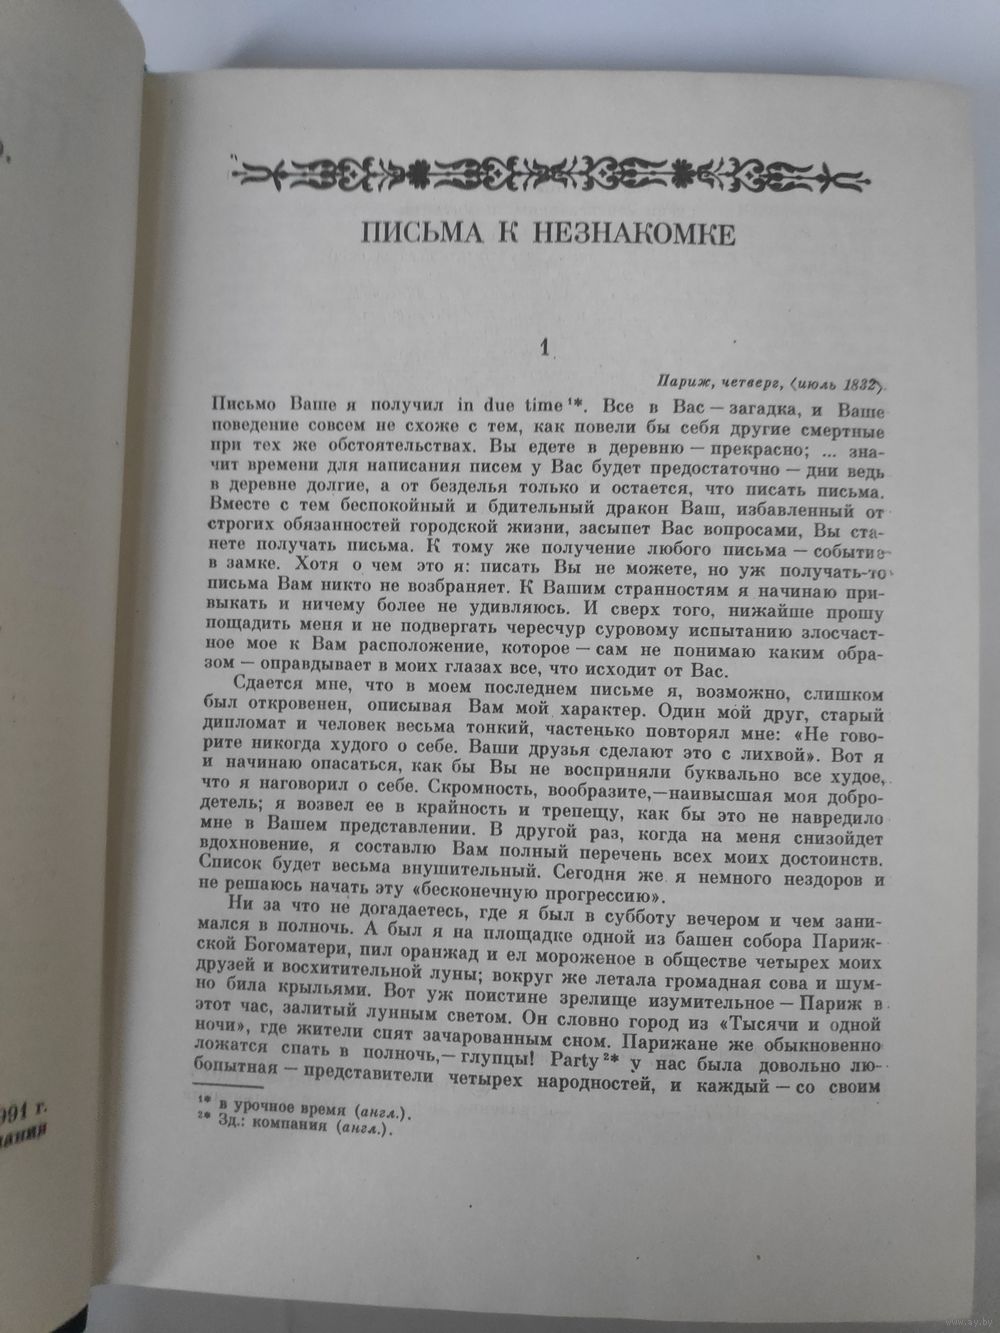 ПИСЬМА К НЕЗНАКОМКЕ
1
Париж, четверг, ⟨июль 1832⟩.
Письмо Ваше я получил in due time ¹*. Все в Вас — загадка, и Ваше
поведение совсем не схоже с тем, как повели бы себя другие смертные
при тех же обстоятельствах. Вы едете в деревню — прекрасно; ... зна-
чит времени для написания писем у Вас будет предостаточно — дни ведь
в деревне долгие, а от безделья только и остается, что писать письма.
Вместе с тем беспокойный и бдительный дракон Ваш, избавленный от
строгих обязанностей городской жизни, засыпет Вас вопросами, Вы ста-
нете получать письма. К тому же получение любого письма — событие
в замке. Хотя о чем это я: писать Вы не можете, но уж получать-то
письма Вам никто не возбраняет. К Вашим странностям я начинаю при-
выкать и ничему более не удивляюсь. И сверх того, нижайше прошу
пощадить меня и не подвергать чересчур суровому испытанию злосчаст-
ное мое к Вам расположение, которое — сам не понимаю каким обра-
зом — оправдывает в моих глазах все, что исходит от Вас.
Сдается мне, что в моем последнем письме я, возможно, слишком
был откровенен, описывая Вам мой характер. Один мой друг, старый
дипломат и человек весьма тонкий, частенько повторял мне: «Не гово-
рите никогда худого о себе. Ваши друзья сделают это с лихвой». Вот я
и начинаю опасаться, как бы Вы не восприняли буквально все худое,
что я наговорил о себе. Скромность, вообразите,—наивысшая моя добро-
детель; я возвел ее в крайность и трепещу, как бы это не навредило
мне в Вашем представлении. В другой раз, когда на меня снизойдет
вдохновение, я составлю Вам полный перечень всех моих достоинств.
Список будет весьма внушительный. Сегодня же я немного нездоров и
не решаюсь начать эту «бесконечную прогрессию».
Ни за что не догадаетесь, где я был в субботу вечером и чем зани-
мался в полночь. А был я на площадке одной из башен собора Париж-
ской Богоматери, пил оранжад и ел мороженое в обществе четырех моих
друзей и восхитительной луны; вокруг же летала громадная сова и шум-
но била крыльями. Вот уж поистине зрелище изумительное — Париж в
этот час, залитый лунным светом. Он словно город из «Тысячи и одной
ночи», где жители спят зачарованным сном. Парижане же обыкновенно
ложатся спать в полночь,— глупцы! Party ²* у нас была довольно лю-
бопытная — представители четырех народностей, и каждый — со своим
¹* в урочное время (англ.).
²* Зд.: компания (англ.).
991 г.
www.ay.by